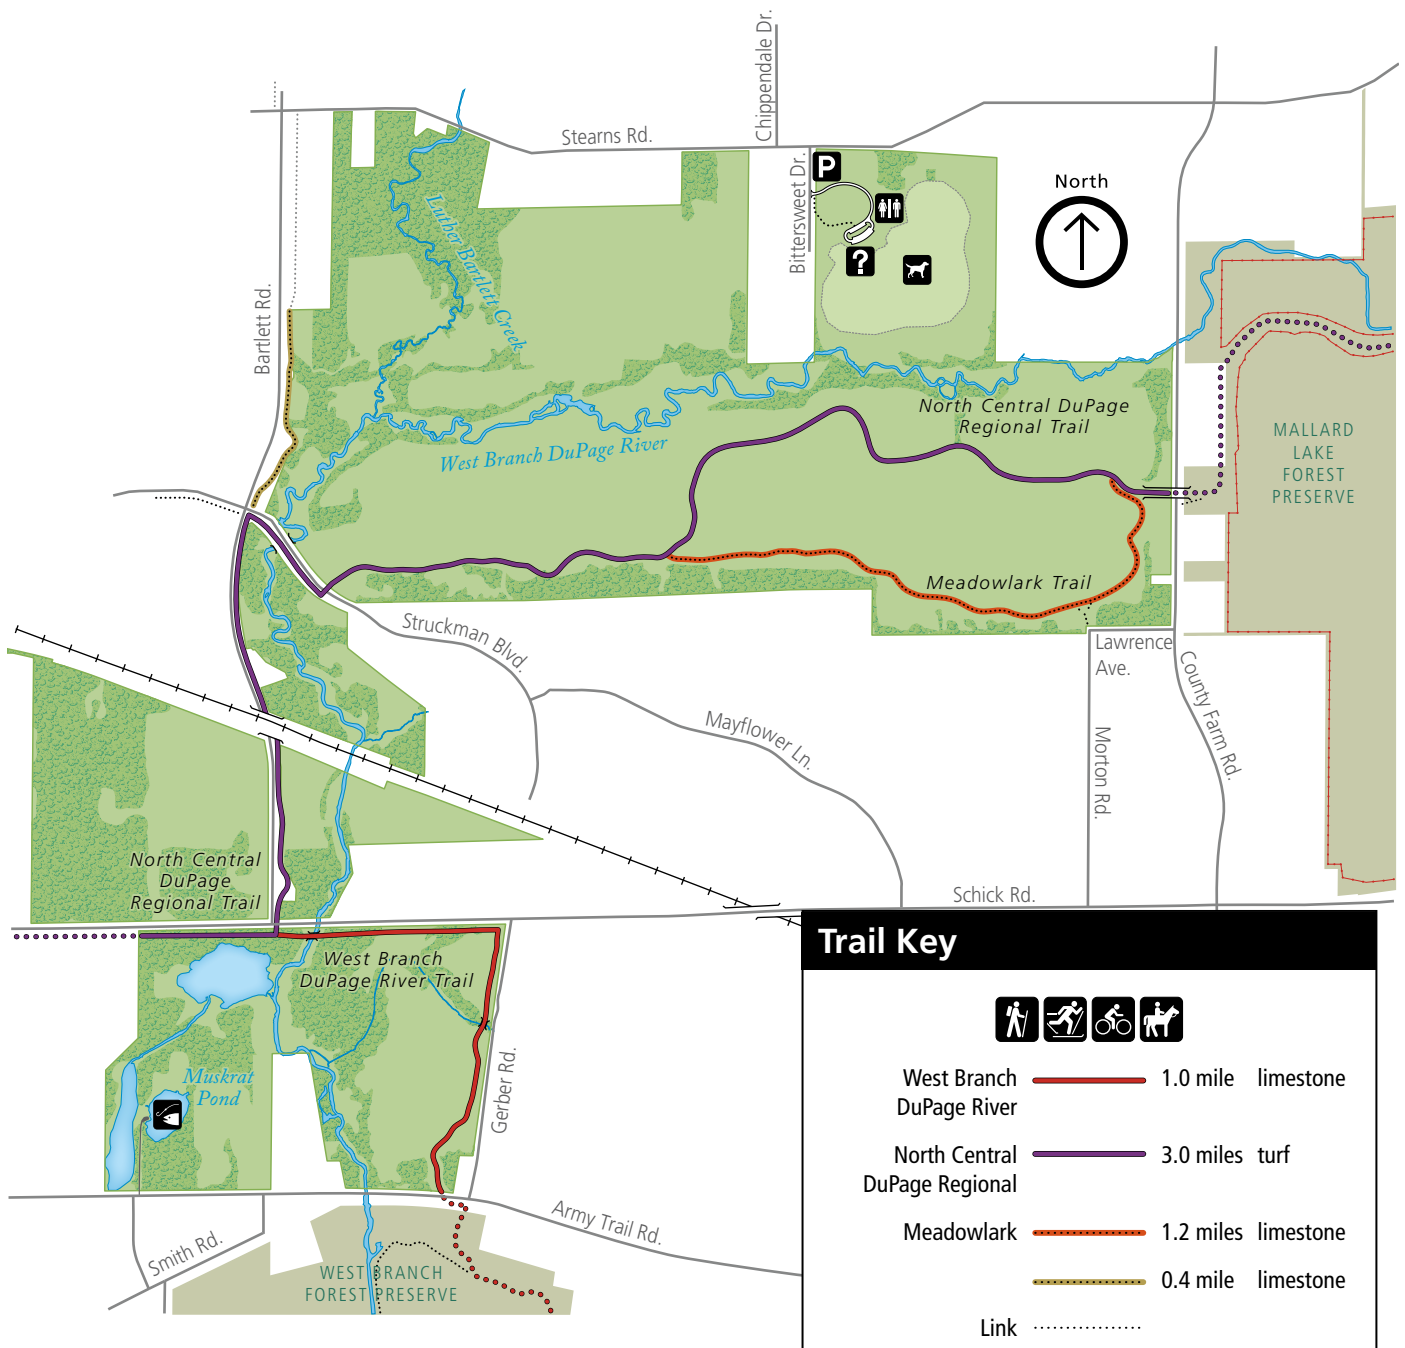 Chippendale Dr.
Stearns Rd.
Bittersweet Dr.
P
North
?
Luther Bartlett Creek
Bartlett Rd.
North Central DuPage
Regional Trail
West Branch DuPage River
MALLARD
LAKE
FOREST
PRESERVE
Meadowlark Trail
Struckman Blvd.
Lawrence
Ave.
County Farm Rd.
Mayflower Ln.
Morton Rd.
North Central
DuPage
Regional Trail
Schick Rd.
West Branch
DuPage River Trail
Muskrat
Pond
Gerber Rd.
Army Trail Rd.
Smith Rd.
WEST BRANCH
FOREST PRESERVE
Trail Key
West Branch 1.0 mile limestone
DuPage River
North Central 3.0 miles turf
DuPage Regional
Meadowlark 1.2 miles limestone
0.4 mile limestone
Link